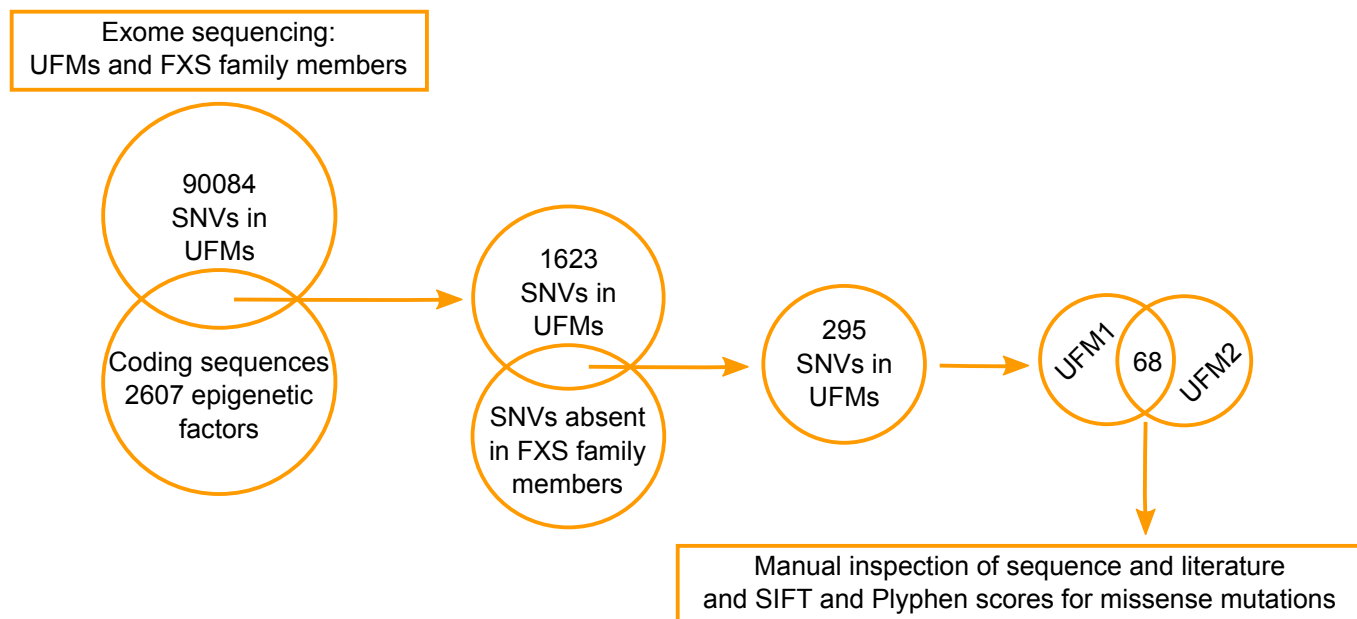 Exome sequencing:
UFMs and FXS family members
90084
SNVs in
UFMs
Coding sequences
2607 epigenetic
factors
1623
SNVs in
UFMs
SNVs absent
in FXS family
members
295
SNVs in
UFMs
UFM1
68
UFM2
Manual inspection of sequence and literature
and SIFT and Plyphen scores for missense mutations